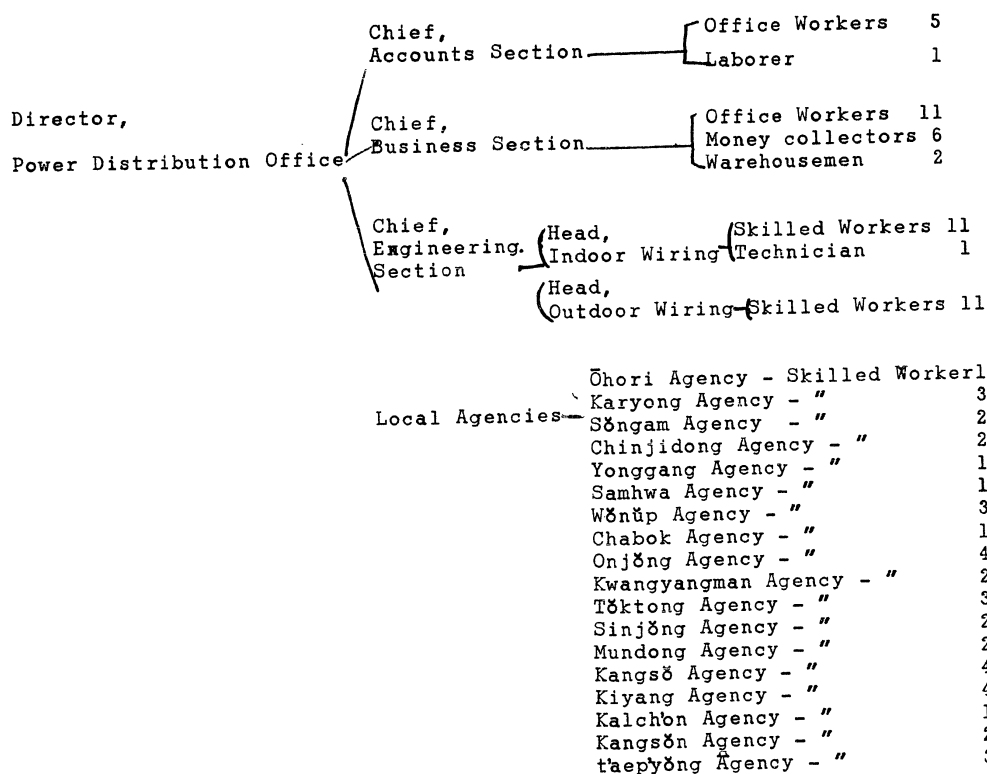 Chief,
Accounts Section
Office Workers 5
Laborer 1
Director,
Power Distribution Office
Chief,
Business Section
Office Workers 11
Money collectors 6
Warehousemen 2
Chief,
Engineering.
Section
Head,
Indoor Wiring
Skilled Workers 11
Technician 1
Head,
Outdoor Wiring
Skilled Workers 11
Local Agencies
Ōhori Agency - Skilled Worker1
Karyong Agency - " 3
Sŏngam Agency - " 2
Chinjidong Agency - " 2
Yonggang Agency - " 1
Samhwa Agency - " 1
Wŏnŭp Agency - " 3
Chabok Agency - " 1
Onjŏng Agency - " 4
Kwangyangman Agency - " 2
Tŏktong Agency - " 3
Sinjŏng Agency - " 2
Mundong Agency - " 2
Kangsŏ Agency - " 4
Kiyang Agency - " 4
Kalch'on Agency - " 1
Kangsŏn Agency - " 2
t'aep'yŏng Agency - "